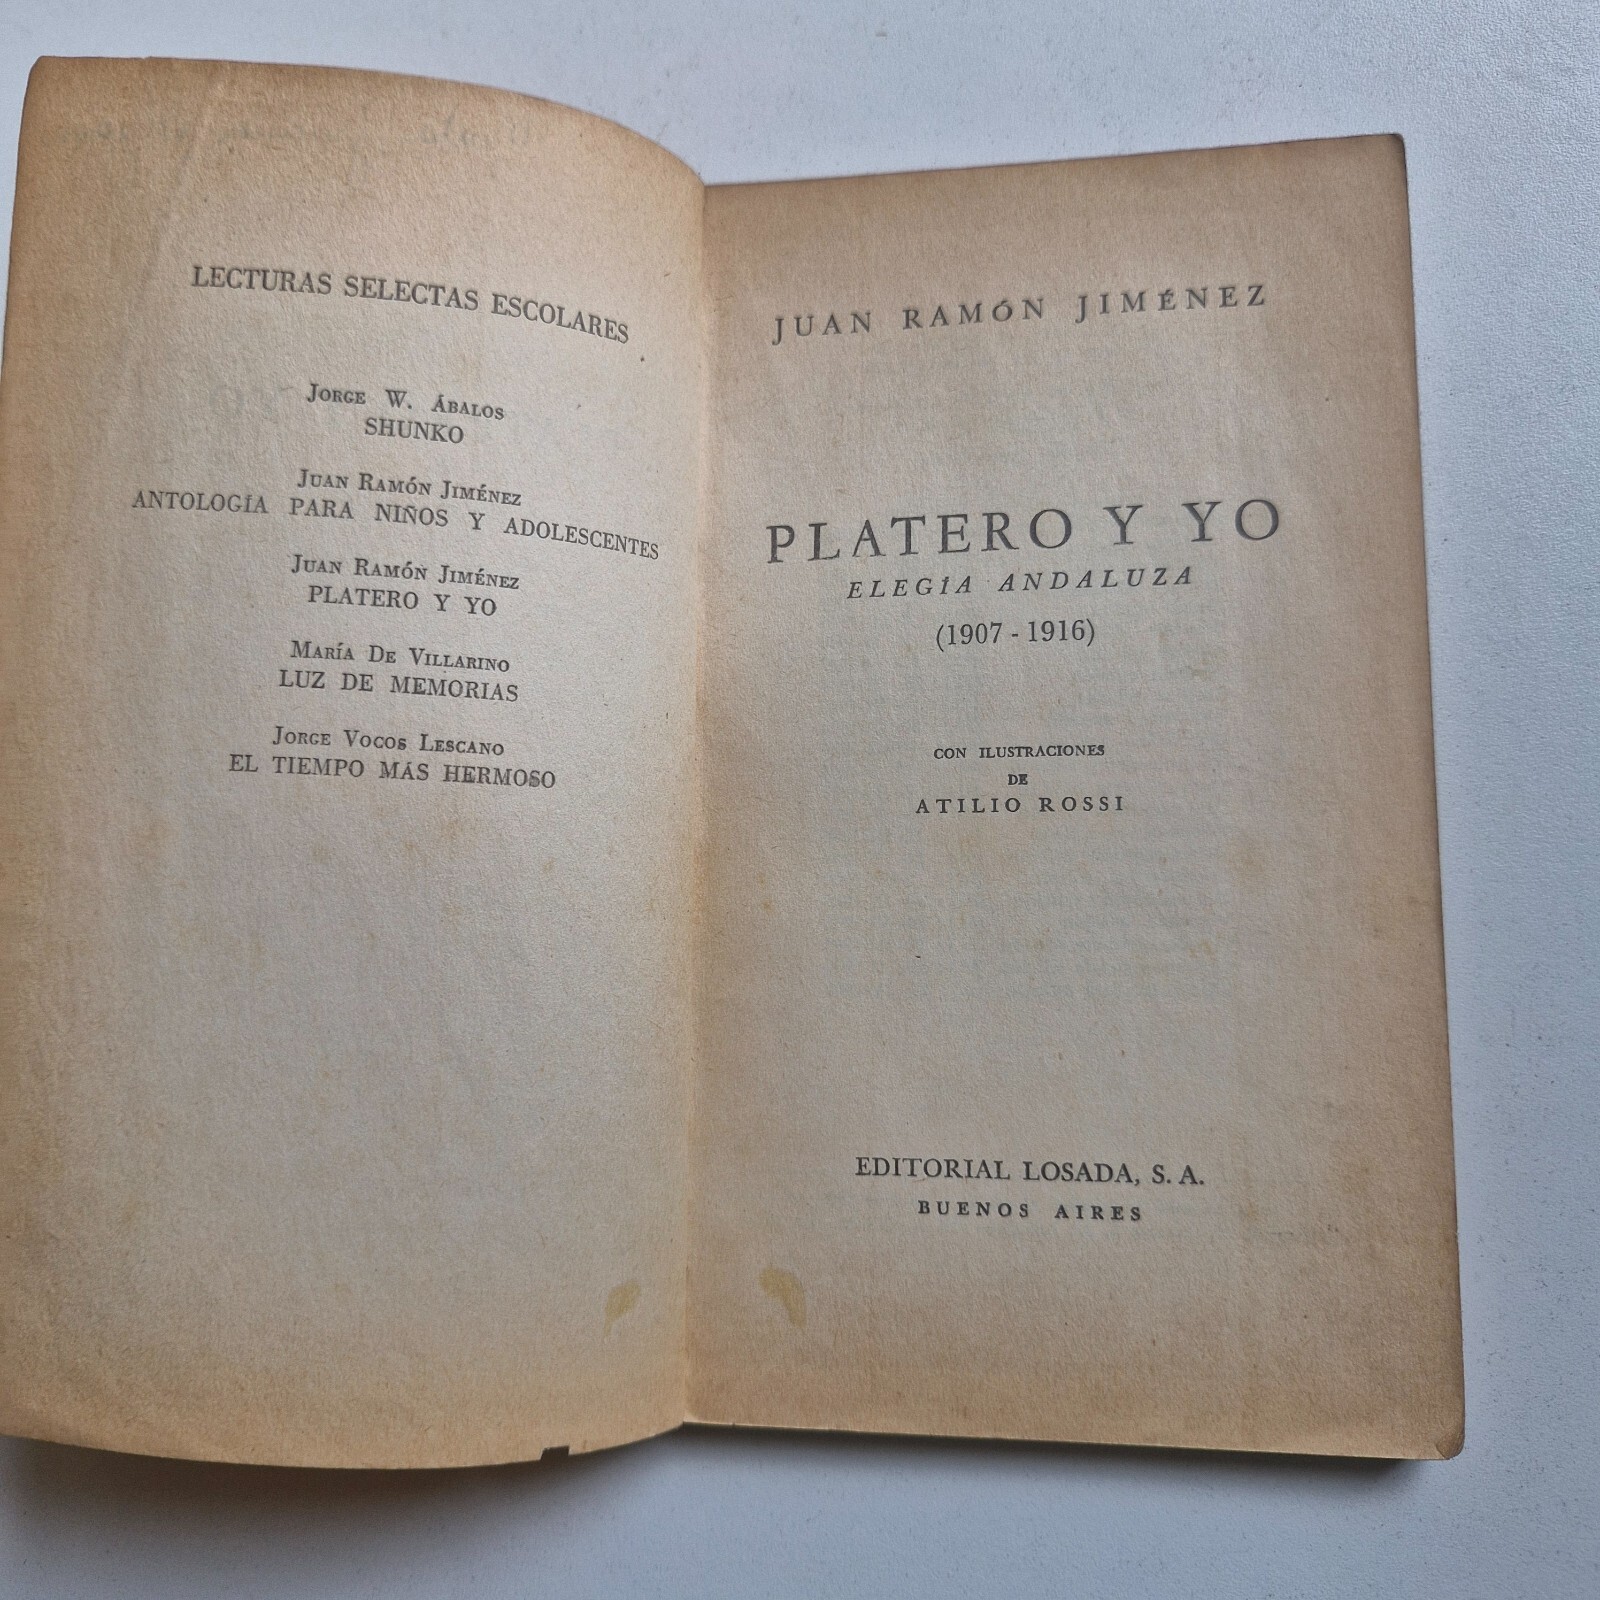 LECTURAS SELECTAS ESCOLARES
Jorge W. Ábalos
SHUNKO
Juan Ramón Jiménez
ANTOLOGÍA PARA NIÑOS Y ADOLESCENTES
Juan Ramón Jiménez
PLATERO Y YO
María De Villarino
LUZ DE MEMORIAS
Jorge Vocos Lescano
EL TIEMPO MÁS HERMOSO
JUAN RAMÓN JIMÉNEZ
PLATERO Y YO
ELEGÍA ANDALUZA
(1907 - 1916)
CON ILUSTRACIONES
DE
ATILIO ROSSI
EDITORIAL LOSADA, S. A.
BUENOS AIRES